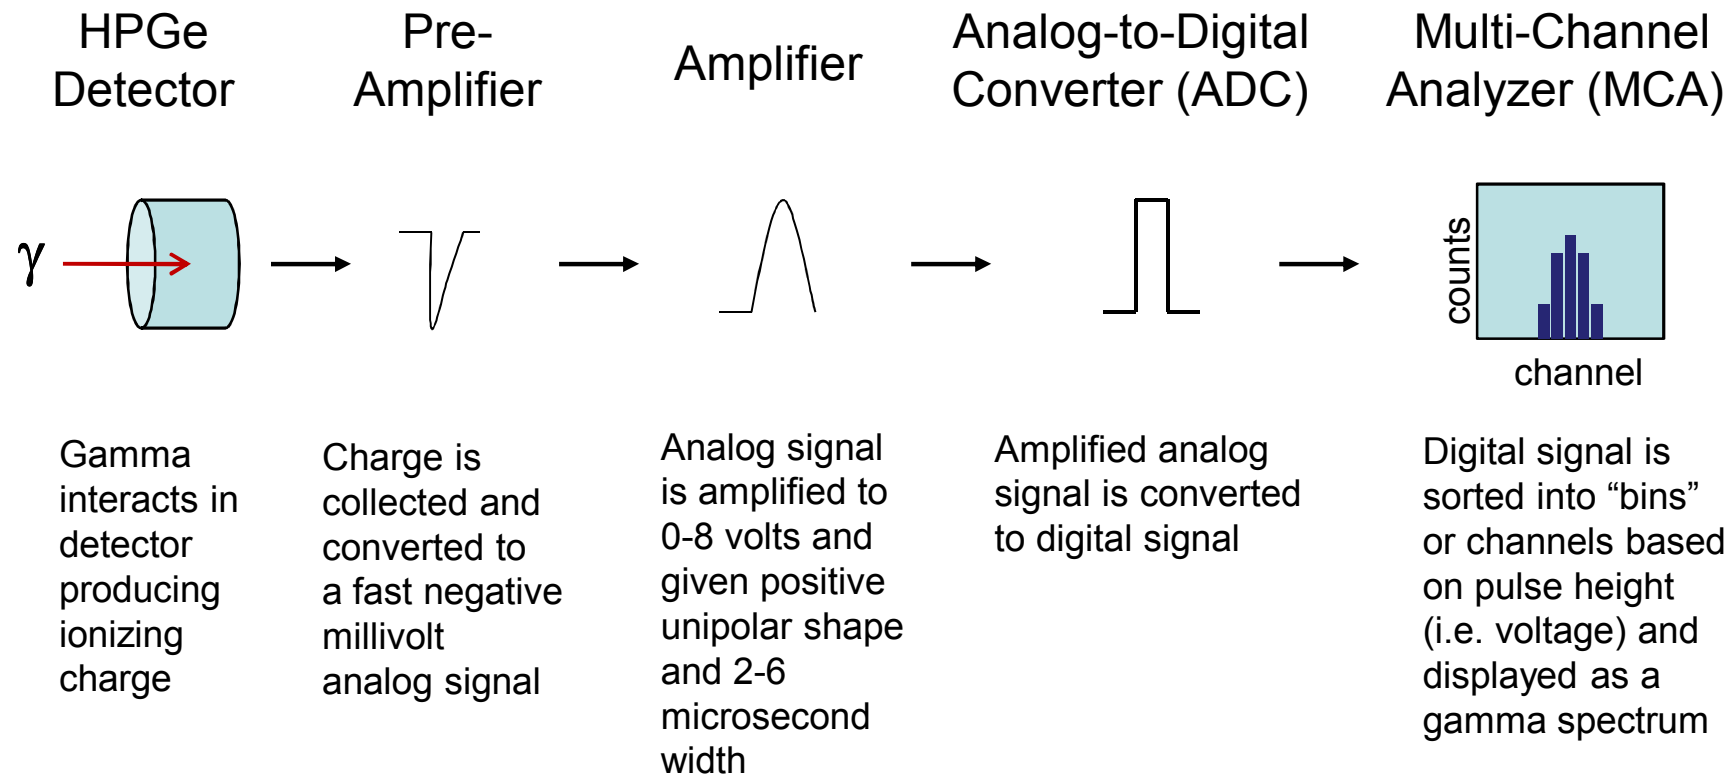 HPGe
Detector
Pre-
Amplifier
Amplifier
Analog-to-Digital
Converter (ADC)
Multi-Channel
Analyzer (MCA)
γ
counts
channel
Gamma
interacts in
detector
producing
ionizing
charge
Charge is
collected and
converted to
a fast negative
millivolt
analog signal
Analog signal
is amplified to
0-8 volts and
given positive
unipolar shape
and 2-6
microsecond
width
Amplified analog
signal is converted
to digital signal
Digital signal is
sorted into “bins”
or channels based
on pulse height
(i.e. voltage) and
displayed as a
gamma spectrum